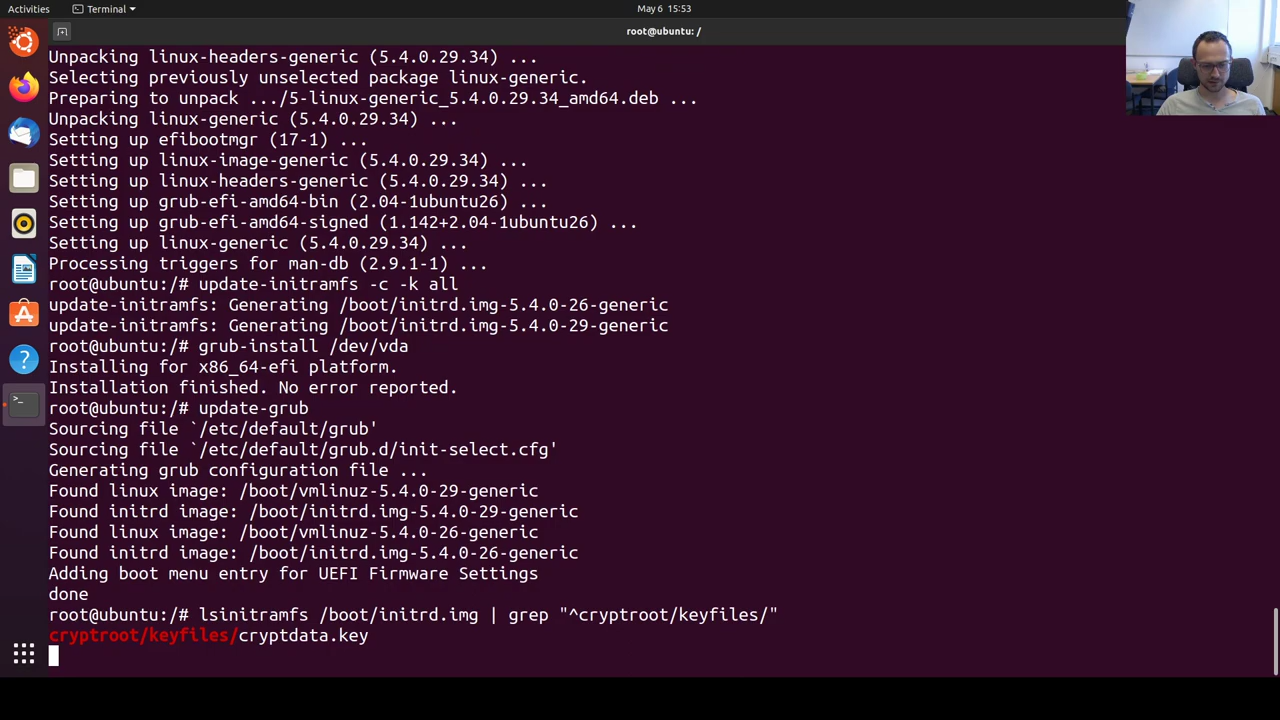 Activities
Terminal
May 6 15:53
root@ubuntu: /
Unpacking linux-headers-generic (5.4.0.29.34) ...
Selecting previously unselected package linux-generic.
Preparing to unpack .../5-linux-generic_5.4.0.29.34_amd64.deb ...
Unpacking linux-generic (5.4.0.29.34) ...
Setting up efibootmgr (17-1) ...
Setting up linux-image-generic (5.4.0.29.34) ...
Setting up linux-headers-generic (5.4.0.29.34) ...
Setting up grub-efi-amd64-bin (2.04-1ubuntu26) ...
Setting up grub-efi-amd64-signed (1.142+2.04-1ubuntu26) ...
Setting up linux-generic (5.4.0.29.34) ...
Processing triggers for man-db (2.9.1-1) ...
root@ubuntu:/# update-initramfs -c -k all
update-initramfs: Generating /boot/initrd.img-5.4.0-26-generic
update-initramfs: Generating /boot/initrd.img-5.4.0-29-generic
root@ubuntu:/# grub-install /dev/vda
Installing for x86_64-efi platform.
Installation finished. No error reported.
root@ubuntu:/# update-grub
Sourcing file `/etc/default/grub'
Sourcing file `/etc/default/grub.d/init-select.cfg'
Generating grub configuration file ...
Found linux image: /boot/vmlinuz-5.4.0-29-generic
Found initrd image: /boot/initrd.img-5.4.0-29-generic
Found linux image: /boot/vmlinuz-5.4.0-26-generic
Found initrd image: /boot/initrd.img-5.4.0-26-generic
Adding boot menu entry for UEFI Firmware Settings
done
root@ubuntu:/# lsinitramfs /boot/initrd.img | grep "^cryptroot/keyfiles/"
cryptroot/keyfiles/cryptdata.key